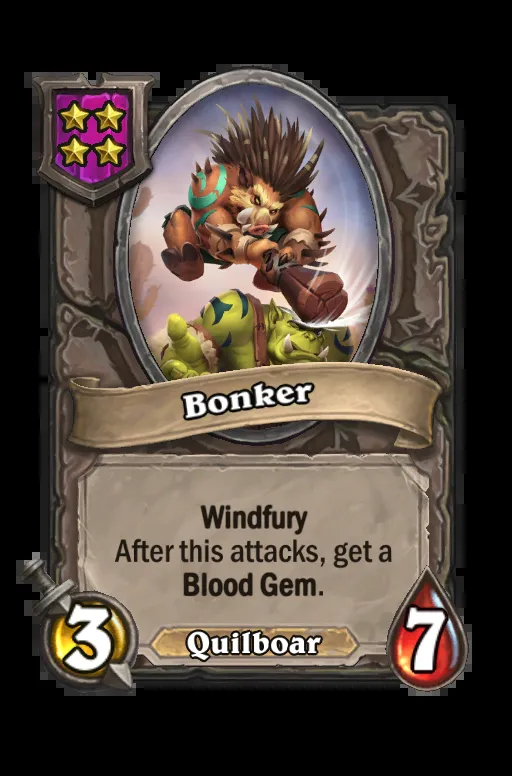 Bonker
Windfury
After this attacks, get a
Blood Gem.
3
Quilboar
7